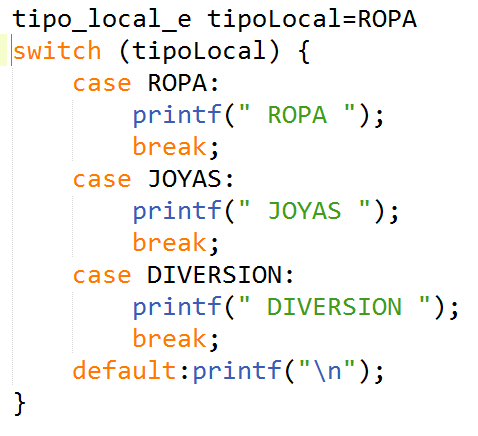 tipo_local_e tipoLocal=ROPA
switch (tipoLocal) {
    case ROPA:
        printf(" ROPA ");
        break;
    case JOYAS:
        printf(" JOYAS ");
        break;
    case DIVERSION:
        printf(" DIVERSION ");
        break;
    default:printf("\n");
}